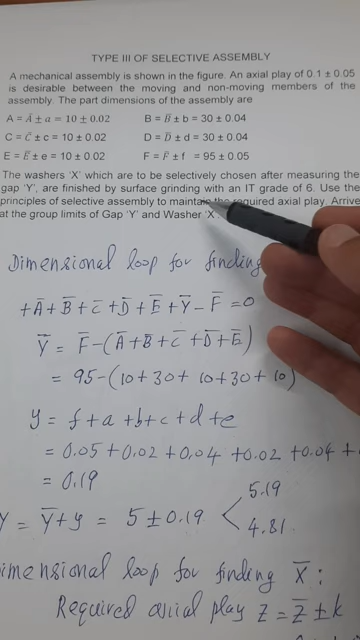 TYPE III OF SELECTIVE ASSEMBLY
A mechanical assembly is shown in the figure. An axial play of 0.1 ± 0.05
is desirable between the moving and non-moving members of the
assembly. The part dimensions of the assembly are
A = A̅ ± a = 10 ± 0.02 B = B̅ ± b = 30 ± 0.04
C = C̅ ± c = 10 ± 0.02 D = D̅ ± d = 30 ± 0.04
E = E̅ ± e = 10 ± 0.02 F = F̅ ± f = 95 ± 0.05
The washers 'X' which are to be selectively chosen after measuring the
gap 'Y', are finished by surface grinding with an IT grade of 6. Use the
principles of selective assembly to maintain the required axial play. Arrive
at the group limits of Gap 'Y' and Washer 'X'.
Dimensional loop for finding
+A̅ + B̅ + C̅ + D̅ + E̅ + Y̅ - F̅ = 0
Y̅ = F̅ - (A̅ + B̅ + C̅ + D̅ + E̅)
= 95 - (10 + 30 + 10 + 30 + 10)
y = f + a + b + c + d + e
= 0.05 + 0.02 + 0.04 + 0.02 + 0.04 +
= 0.19
Y = Y̅ + y = 5 ± 0.19 < 5.19
4.81
imensional loop for finding X̅ :
Required axial play Z = Z̅ ± k